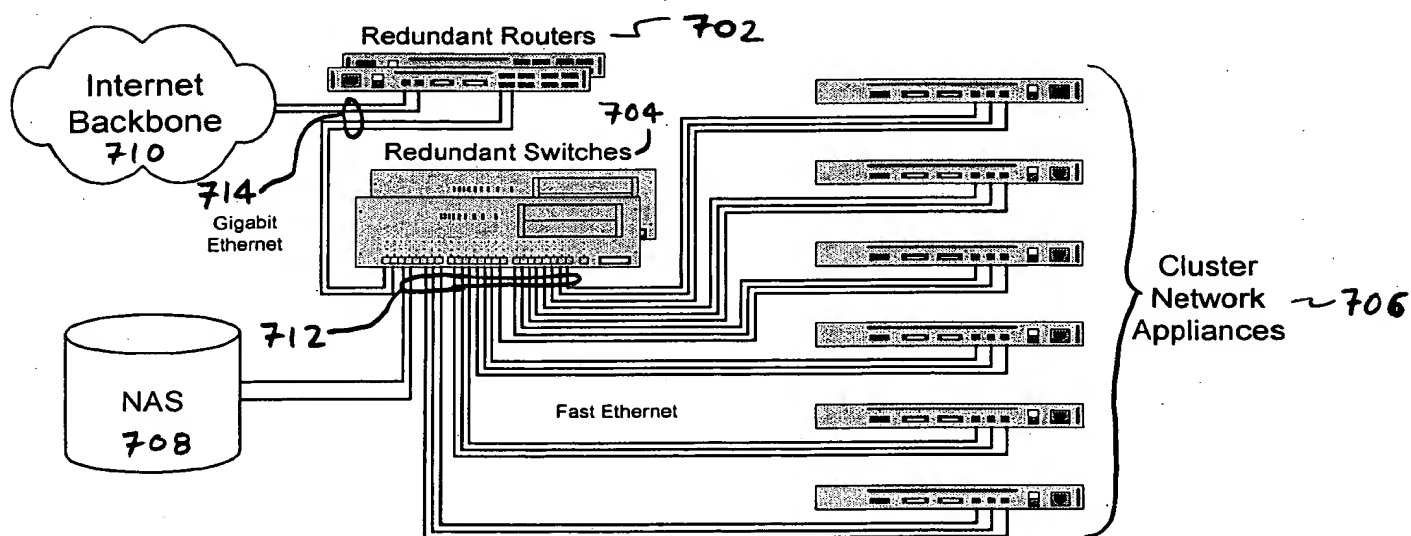 Redundant Routers 702
Internet
Backbone
710
704
Redundant Switches
714
Gigabit
Ethernet
712
Cluster
Network
Appliances
706
NAS
708
Fast Ethernet